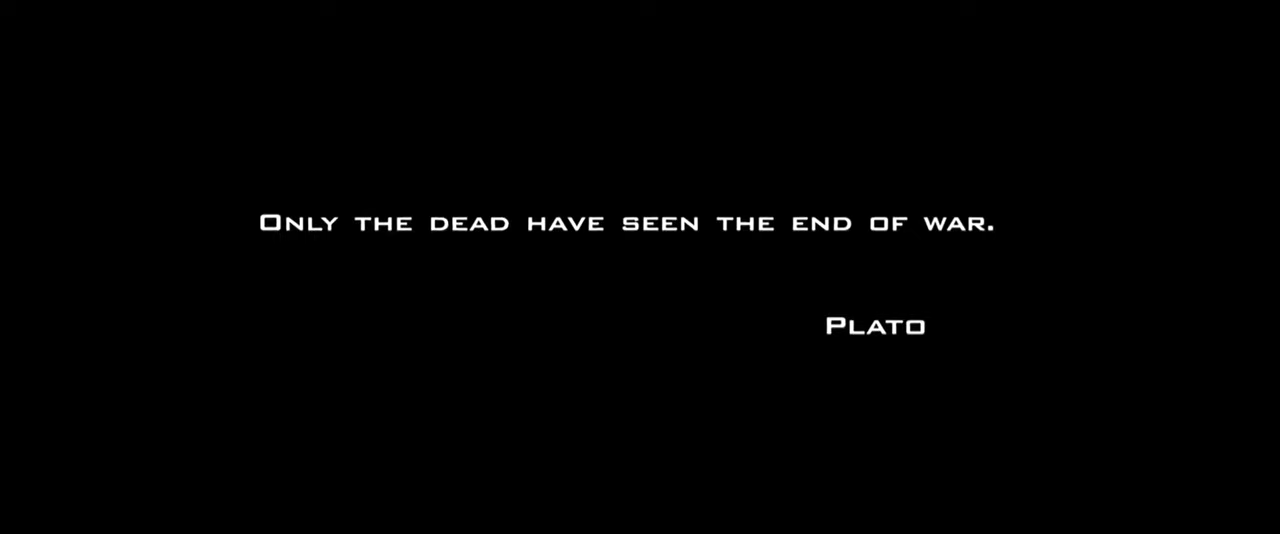 Only the dead have seen the end of war.
Plato